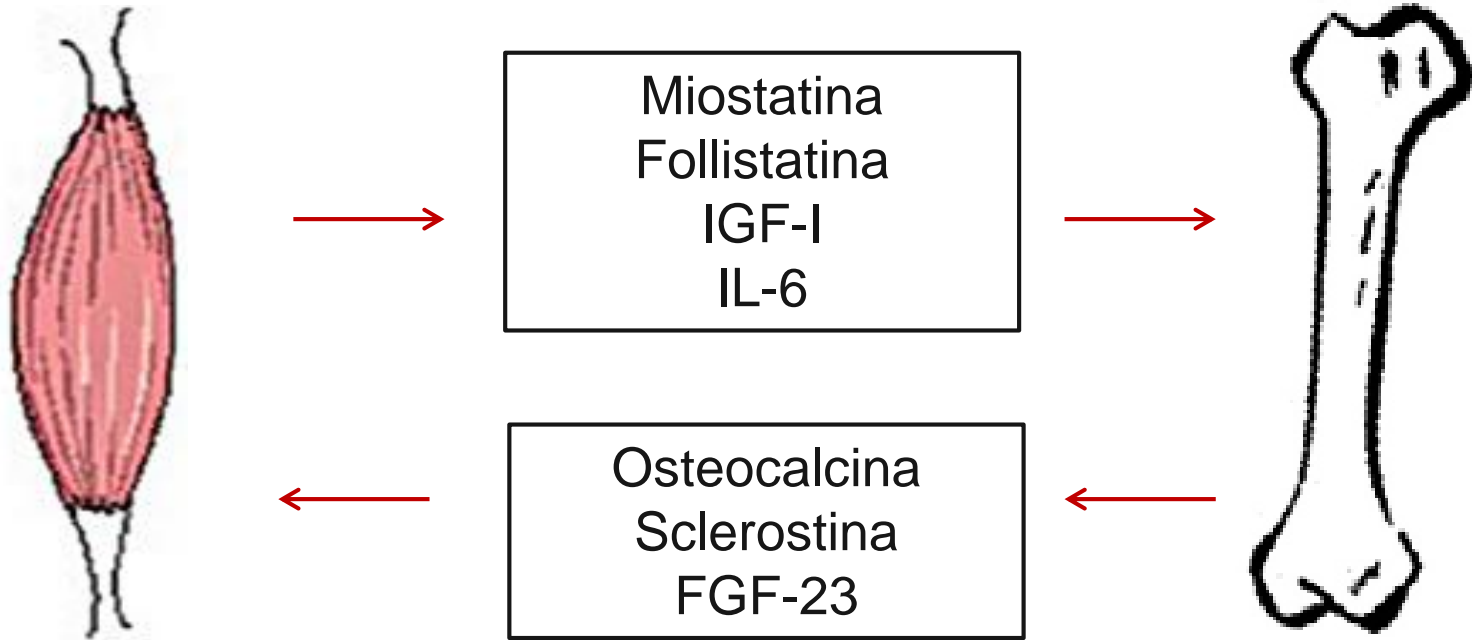 Miostatina
Follistatina
IGF-I
IL-6
Osteocalcina
Sclerostina
FGF-23